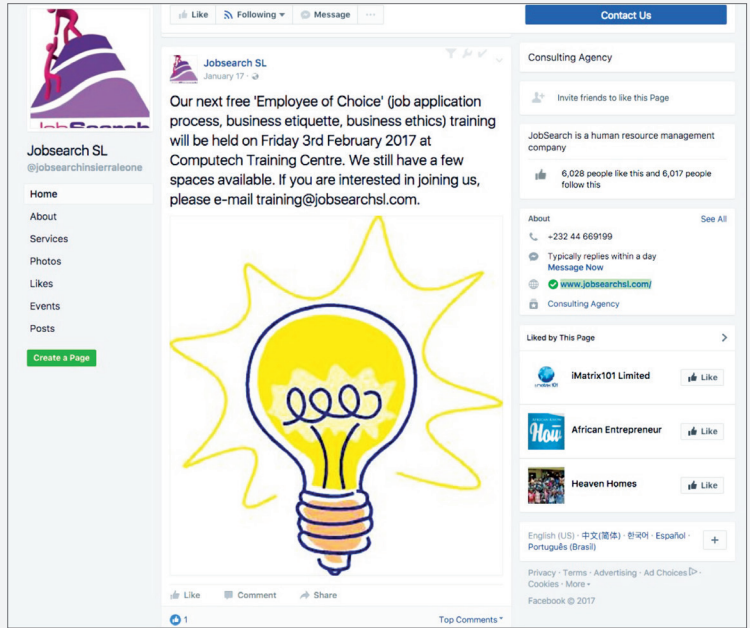 Like
Following
Message
Contact Us
JobSearch
Jobsearch SL
@jobsearchinsierraleone
Home
About
Services
Photos
Likes
Events
Posts
Create a Page
Jobsearch SL
January 17 ·
Our next free 'Employee of Choice' (job application
process, business etiquette, business ethics) training
will be held on Friday 3rd February 2017 at
Computech Training Centre. We still have a few
spaces available. If you are interested in joining us,
please e-mail training@jobsearchsl.com.
Like Comment Share
1
Top Comments
Consulting Agency
Invite friends to like this Page
JobSearch is a human resource management
company
6,028 people like this and 6,017 people
follow this
About
See All
+232 44 669199
Typically replies within a day
Message Now
www.jobsearchsl.com/
Consulting Agency
Liked by This Page
iMatrix101 Limited
Like
How
African Entrepreneur
Like
Heaven Homes
Like
English (US) · 中文(简体) · 한국어 · Español ·
Português (Brasil)
Privacy · Terms · Advertising · Ad Choices ·
Cookies · More
Facebook © 2017